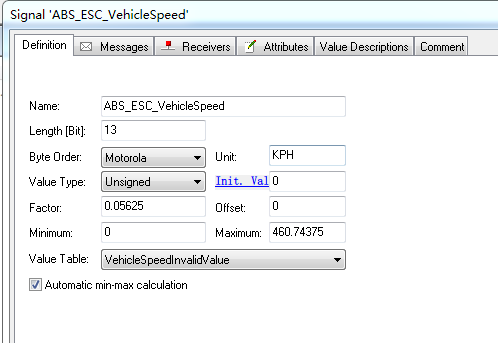 Signal 'ABS_ESC_VehicleSpeed'
Definition Messages Receivers Attributes Value Descriptions Comment
Name: ABS_ESC_VehicleSpeed
Length [Bit]: 13
Byte Order: Motorola Unit: KPH
Value Type: Unsigned Init. Val 0
Factor: 0.05625 Offset: 0
Minimum: 0 Maximum: 460.74375
Value Table: VehicleSpeedInvalidValue
Automatic min-max calculation